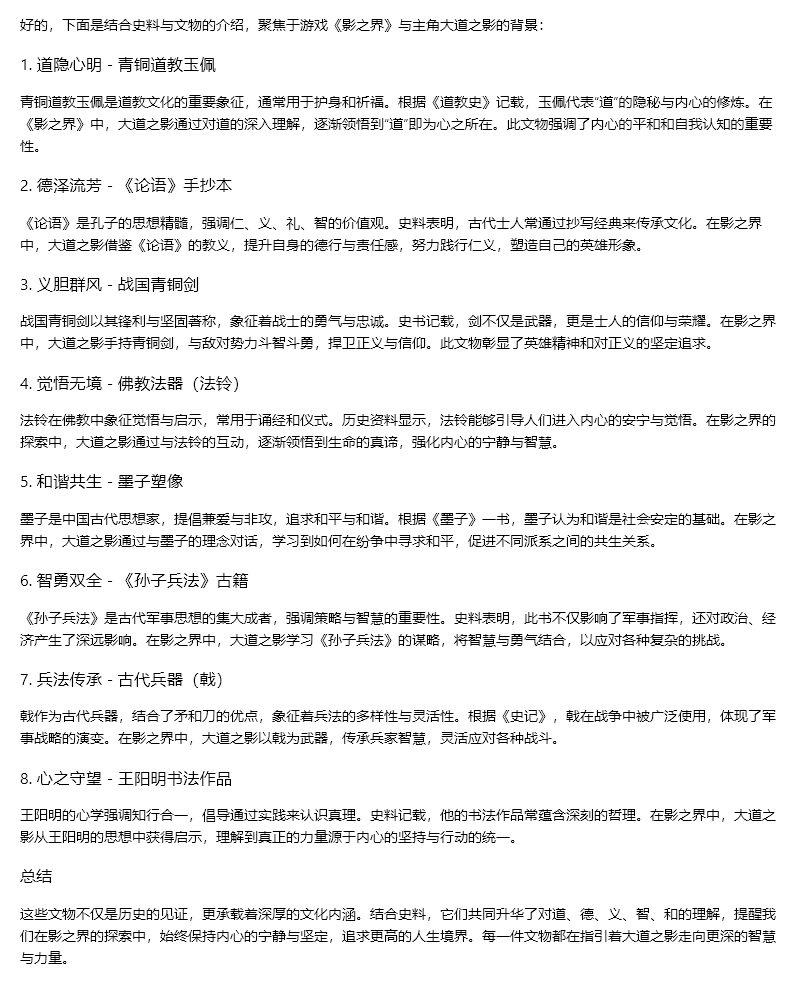 好的，下面是结合史料与文物的介绍，聚焦于游戏《影之界》与主角大道之影的背景：
1. 道隐心明 - 青铜道教玉佩
青铜道教玉佩是道教文化的重要象征，通常用于护身和祈福。根据《道教史》记载，玉佩代表“道”的隐秘与内心的修炼。在
《影之界》中，大道之影通过对道的深入理解，逐渐领悟到“道”即为心之所在。此文物强调了内心的平和和自我认知的重要
性。
2. 德泽流芳 - 《论语》手抄本
《论语》是孔子的思想精髓，强调仁、义、礼、智的价值观。史料表明，古代士人常通过抄写经典来传承文化。在影之界
中，大道之影借鉴《论语》的教义，提升自身的德行与责任感，努力践行仁义，塑造自己的英雄形象。
3. 义胆群风 - 战国青铜剑
战国青铜剑以其锋利与坚固著称，象征着战士的勇气与忠诚。史书记载，剑不仅是武器，更是士人的信仰与荣耀。在影之界
中，大道之影手持青铜剑，与敌对势力斗智斗勇，捍卫正义与信仰。此文物彰显了英雄精神和对正义的坚定追求。
4. 觉悟无境 - 佛教法器（法铃）
法铃在佛教中象征觉悟与启示，常用于诵经和仪式。历史资料显示，法铃能够引导人们进入内心的安宁与觉悟。在影之界的
探索中，大道之影通过与法铃的互动，逐渐领悟到生命的真谛，强化内心的宁静与智慧。
5. 和谐共生 - 墨子塑像
墨子是中国古代思想家，提倡兼爱与非攻，追求和平与和谐。根据《墨子》一书，墨子认为和谐是社会安定的基础。在影之
界中，大道之影通过与墨子的理念对话，学习到如何在纷争中寻求和平，促进不同派系之间的共生关系。
6. 智勇双全 - 《孙子兵法》古籍
《孙子兵法》是古代军事思想的集大成者，强调策略与智慧的重要性。史料表明，此书不仅影响了军事指挥，还对政治、经
济产生了深远影响。在影之界中，大道之影学习《孙子兵法》的谋略，将智慧与勇气结合，以应对各种复杂的挑战。
7. 兵法传承 - 古代兵器（戟）
戟作为古代兵器，结合了矛和刀的优点，象征着兵法的多样性与灵活性。根据《史记》，戟在战争中被广泛使用，体现了军
事战略的演变。在影之界中，大道之影以戟为武器，传承兵家智慧，灵活应对各种战斗。
8. 心之守望 - 王阳明书法作品
王阳明的心学强调知行合一，倡导通过实践来认识真理。史料记载，他的书法作品常蕴含深刻的哲理。在影之界中，大道之
影从王阳明的思想中获得启示，理解到真正的力量源于内心的坚持与行动的统一。
总结
这些文物不仅是历史的见证，更承载着深厚的文化内涵。结合史料，它们共同升华了对道、德、义、智、和的理解，提醒我
们在影之界的探索中，始终保持内心的宁静与坚定，追求更高的人生境界。每一件文物都在指引着大道之影走向更深的智慧
与力量。